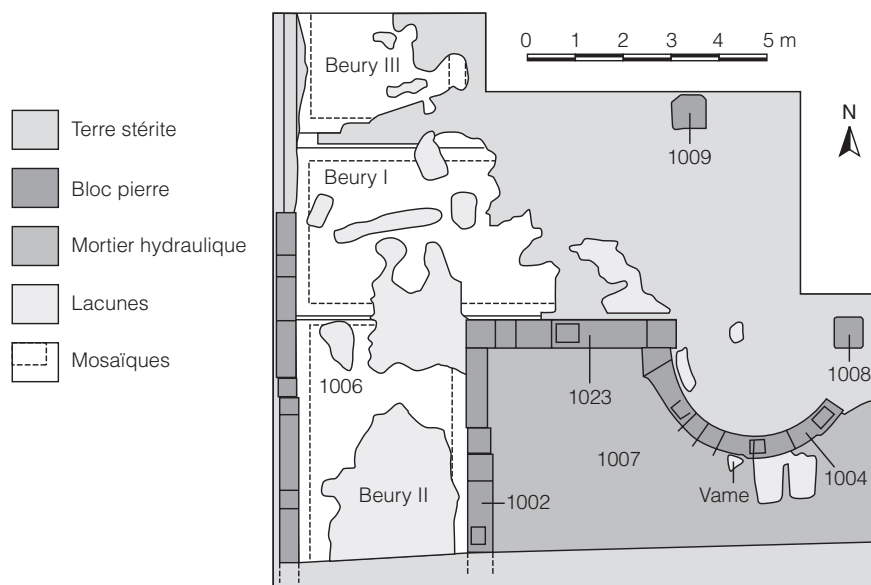 Terre stérite
Bloc pierre
Mortier hydraulique
Lacunes
Mosaïques
0 1 2 3 4 5 m
N
Beury III
1009
Beury I
1008
1006
1023
1007
1004
Vame
Beury II
1002